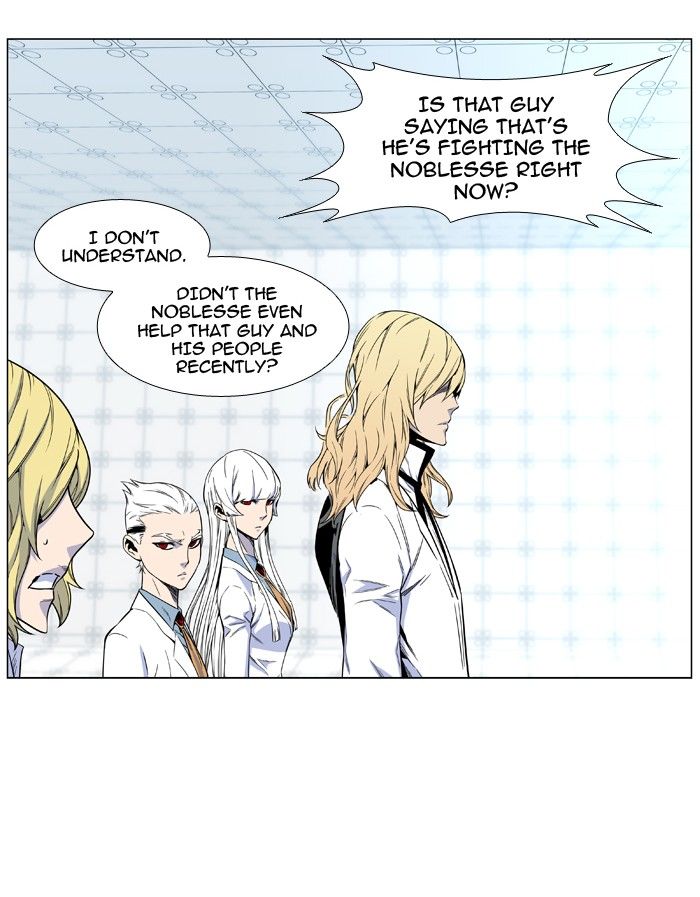 IS THAT GUY
SAYING THAT'S
HE'S FIGHTING THE
NOBLESSE RIGHT
NOW?
I DON'T
UNDERSTAND.
DIDN'T THE
NOBLESSE EVEN
HELP THAT GUY AND
HIS PEOPLE
RECENTLY?